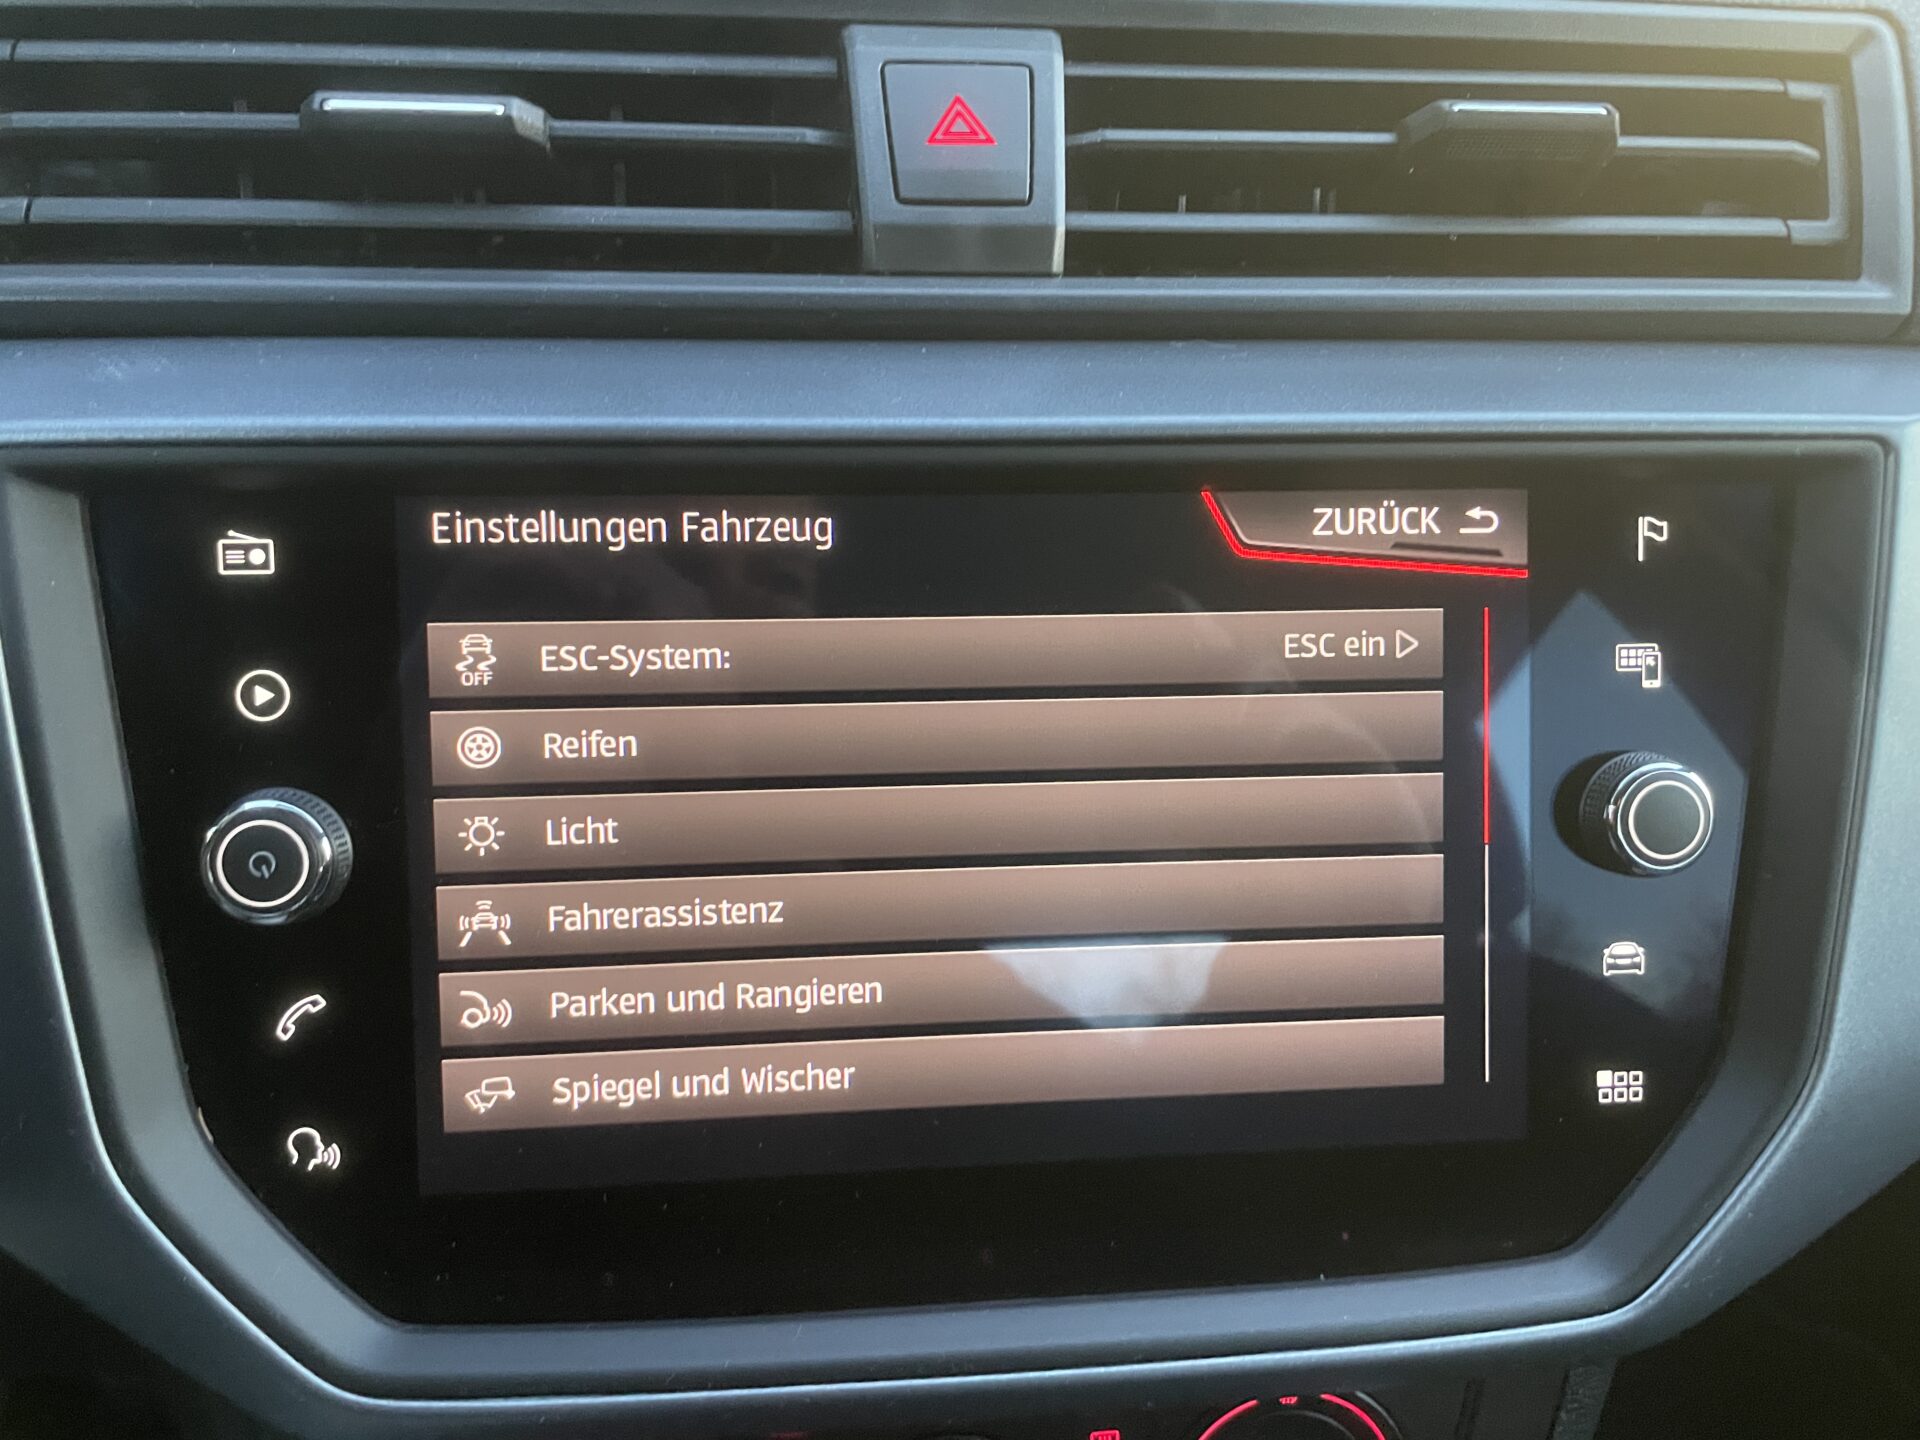 Einstellungen Fahrzeug
ZURÜCK
OFF
ESC-System:
ESC ein
Reifen
Licht
Fahrerassistenz
Parken und Rangieren
Spiegel und Wischer